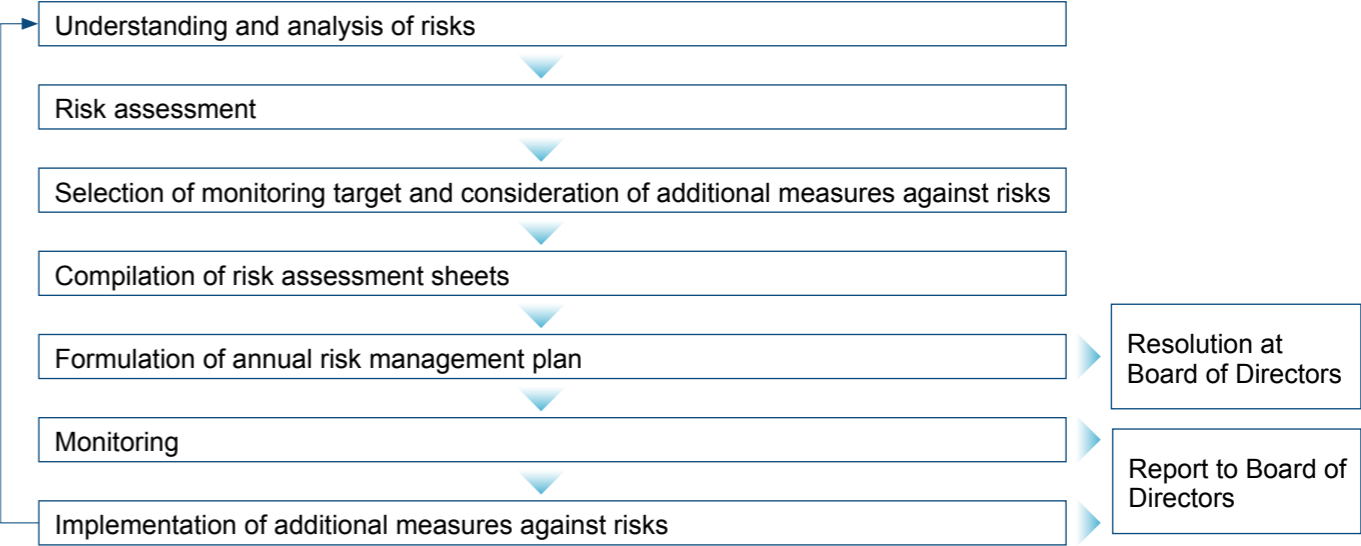 Understanding and analysis of risks
Risk assessment
Selection of monitoring target and consideration of additional measures against risks
Compilation of risk assessment sheets
Formulation of annual risk management plan
Resolution at
Board of Directors
Monitoring
Report to Board of
Directors
Implementation of additional measures against risks